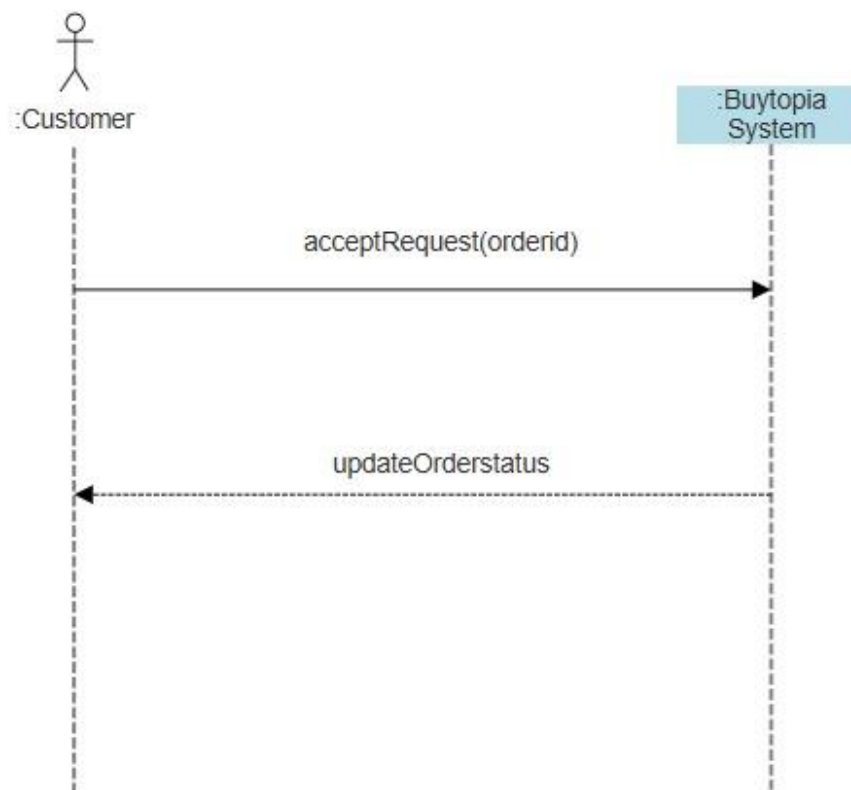 :Customer
:Buytopia
System
acceptRequest(orderid)
updateOrderstatus